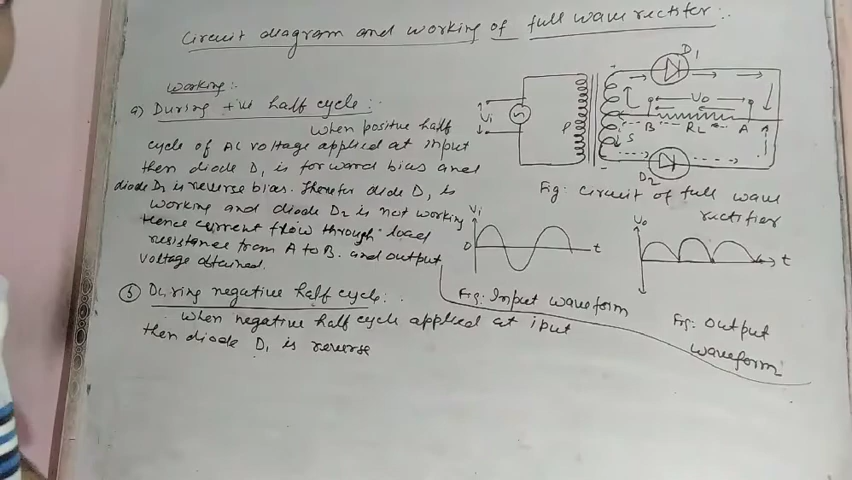 Circuit diagram and working of full wave rectifer:.
Working:
a) During +ve half cycle:
When positive half
cycle of AC voltage applied at input
then diode D1 is forward bias and
diode D2 is reverse bias. Therefor diode D1 is
working and diode D2 is not working
Hence current flow through load
resistance from A to B. and output
voltage obtained.
b) During negative half cycle:.
When negative half cycle applied at iput
then diode D1 is reverse
D1
Vi
P
S
V0
B
RL
A
D2
Fig: Circuit of full wave
rectifier
Vi
0
t
Fig: Input waveform
V0
t
Fig: Output
waveform